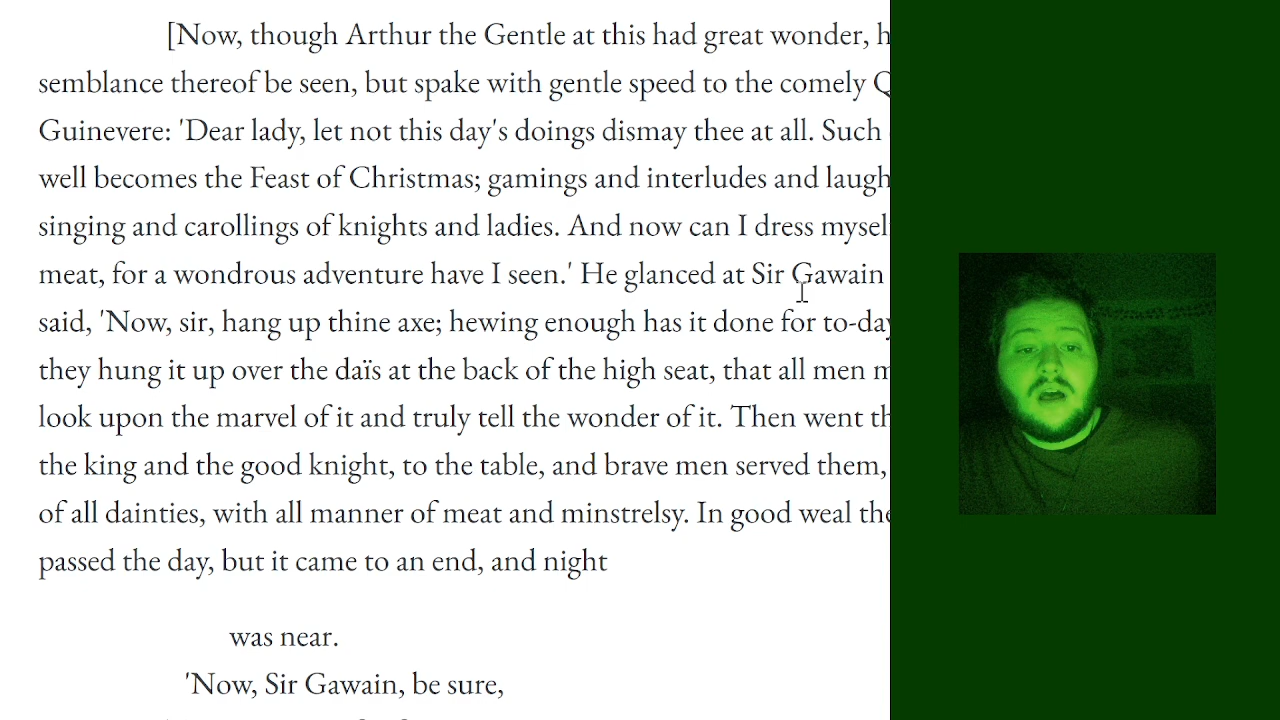 [Now, though Arthur the Gentle at this had great wonder,
semblance thereof be seen, but spake with gentle speed to the comely
Guinevere: 'Dear lady, let not this day's doings dismay thee at all. Such
well becomes the Feast of Christmas; gamings and interludes and
singing and carollings of knights and ladies. And now can I dress
meat, for a wondrous adventure have I seen.' He glanced at Sir Gawain
said, 'Now, sir, hang up thine axe; hewing enough has it done for
they hung it up over the daïs at the back of the high seat, that all men
look upon the marvel of it and truly tell the wonder of it. Then went
the king and the good knight, to the table, and brave men served them,
of all dainties, with all manner of meat and minstrelsy. In good weal
passed the day, but it came to an end, and night
was near.
'Now, Sir Gawain, be sure,